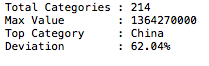 Total Categories : 214
Max Value : 1364270000
Top Category : China
Deviation : 62.04%